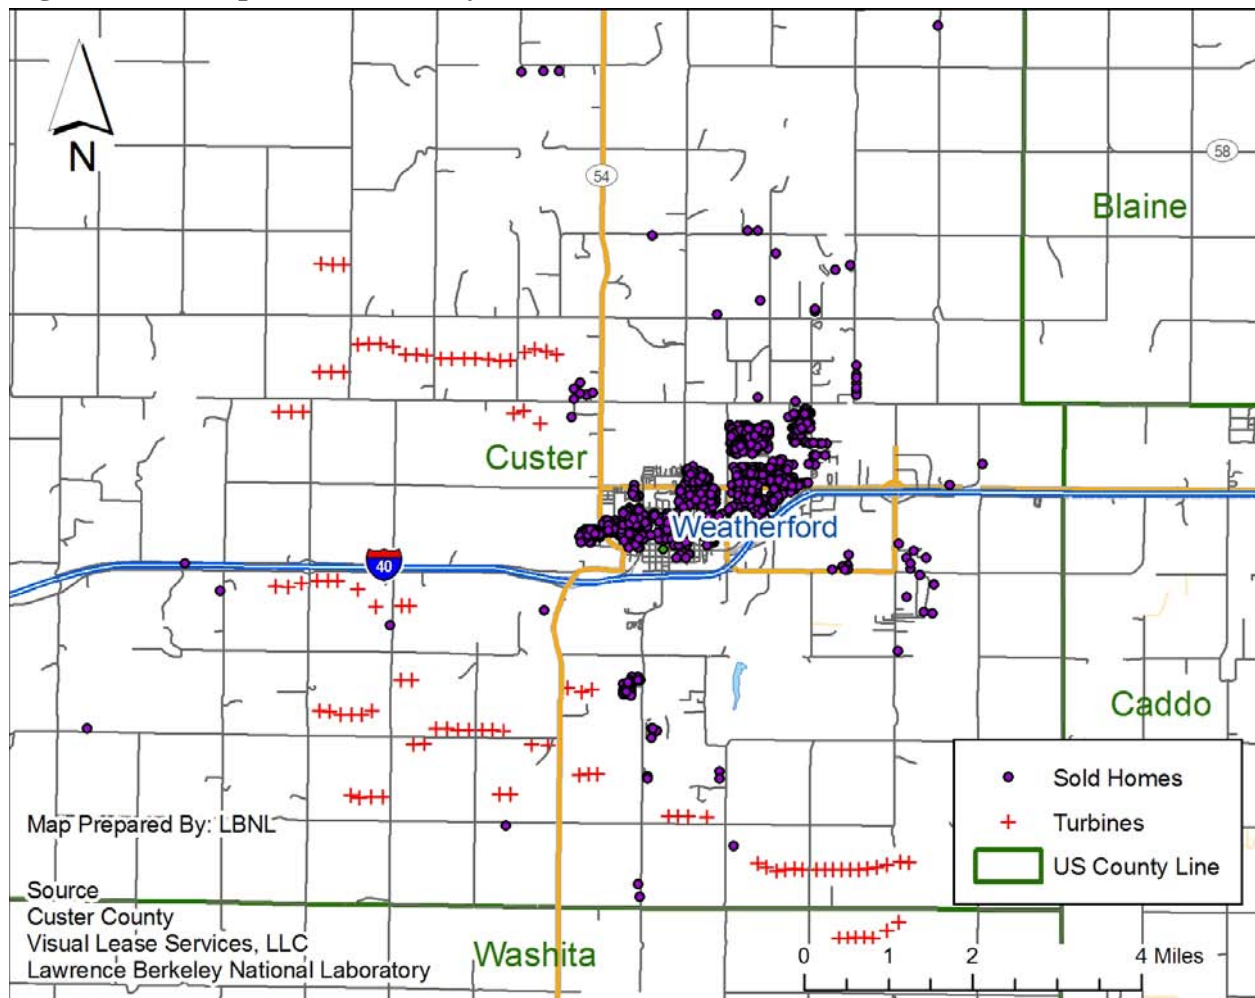 N
54
58
Blaine
Custer
Weatherford
40
Caddo
Sold Homes
Turbines
US County Line
Map Prepared By: LBNL
Source
Custer County
Visual Lease Services, LLC
Lawrence Berkeley National Laboratory
Washita
0 1 2 4 Miles